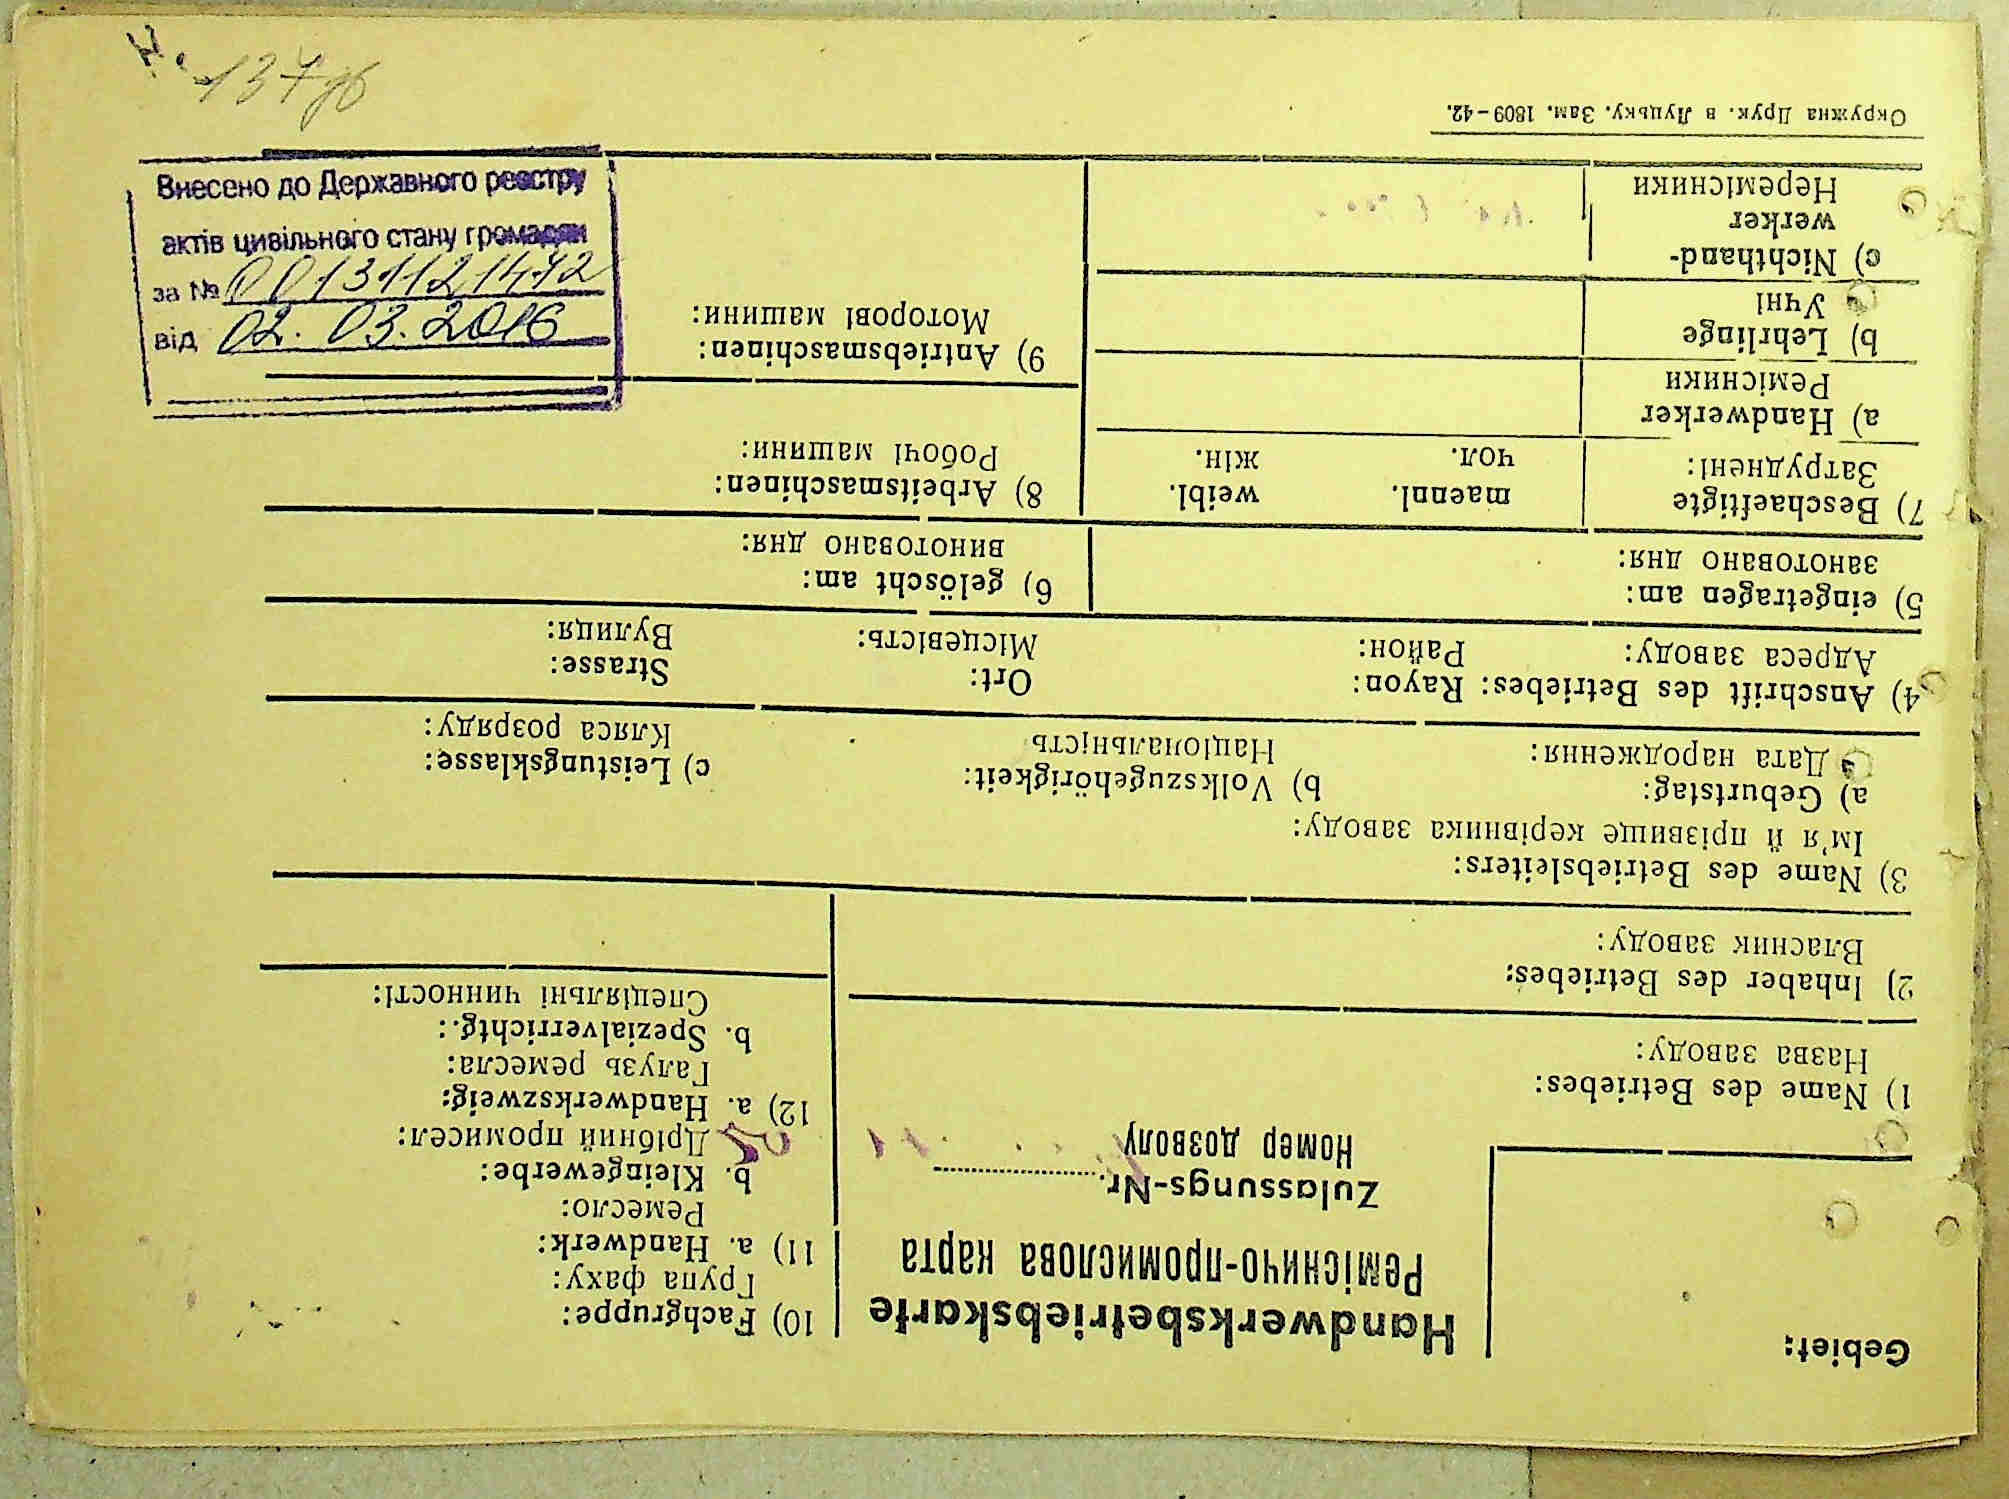 137
Внесено до Державного реєстру
актів цивільного стану громадян
за № 00131121472
від 02. 03. 2016
Gebiet:
Handwerksbetriebskarte
Ремісничо-промислова карта
Zulassungs-Nr.
Номер дозволу
10) Fachgruppe:
Група фаху:
11) a. Handwerk:
Ремесло:
b. Kleingewerbe:
Дрібний промисел:
12) a. Handwerkszweig:
Галузь ремесла:
b. Spezialverrichtg.:
Спеціяльні чинності:
1) Name des Betriebes:
Назва заводу:
2) Inhaber des Betriebes:
Власник заводу:
3) Name des Betriebsleiters:
Ім'я й прізвище керівника заводу:
a) Geburtstag: b) Volkszugehörigkeit: c) Leistungsklasse:
Дата народження: Національність Кляса розряду:
4) Anschrift des Betriebes: Rayon: Ort: Strasse:
Адреса заводу: Район: Місцевість: Вулиця:
5) eingetragen am: 6) gelöscht am:
занотовано дня: винотовано дня:
7) Beschaeftigte maennl. weibl.
Затруднені: чол. жін.
a) Handwerker
Ремісники
b) Lehrlinge
Учні
c) Nichthand-
werker
Неремісники
8) Arbeitsmaschinen:
Робочі машини:
9) Antriebsmaschinen:
Моторові машини:
Окружна Друк. в Луцьку. Зам. 1809-42.